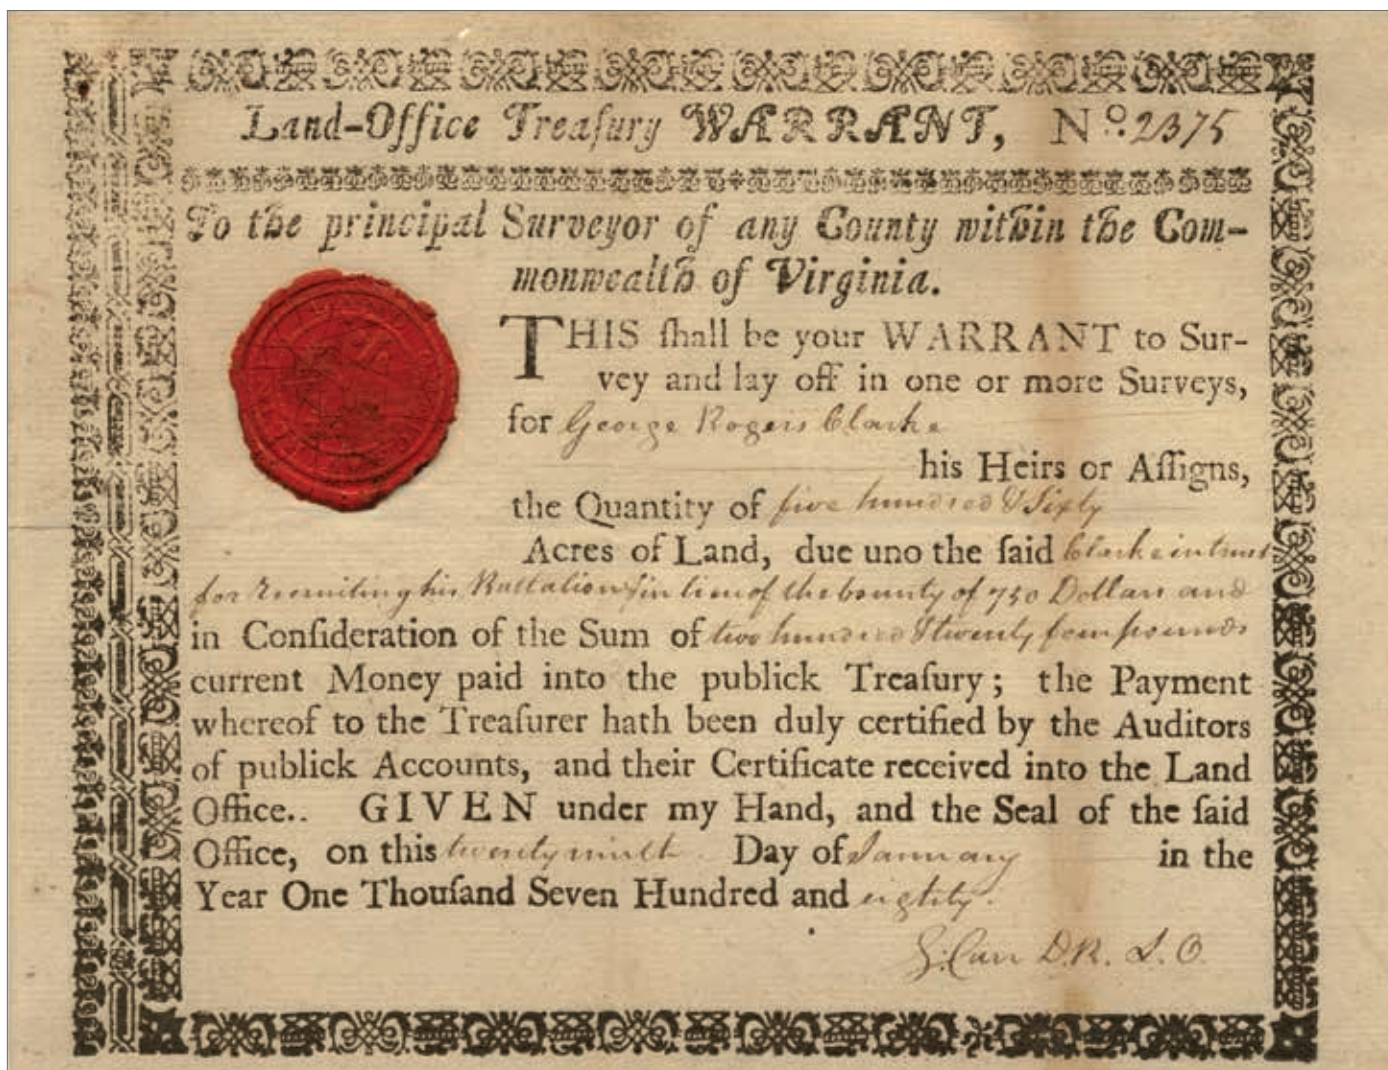 Land-Office Treaſury WARRANT, No. 2375
To the principal Surveyor of any County within the Com-
monwealth of Virginia.
THIS ſhall be your WARRANT to Sur-
vey and lay off in one or more Surveys,
for George Rogers Clarke
his Heirs or Aſſigns,
the Quantity of five hundred & Sixty
Acres of Land, due uno the ſaid Clarke in trust
for recruiting his Battalion & in lieu of the bounty of 750 Dollars and
in Conſideration of the Sum of two hundred & twenty four pounds
current Money paid into the publick Treaſury; the Payment
whereof to the Treaſurer hath been duly certified by the Auditors
of publick Accounts, and their Certificate received into the Land
Office.. GIVEN under my Hand, and the Seal of the ſaid
Office, on this twenty ninth Day of January in the
Year One Thouſand Seven Hundred and eightity.
S. Carr D.R. L.O.